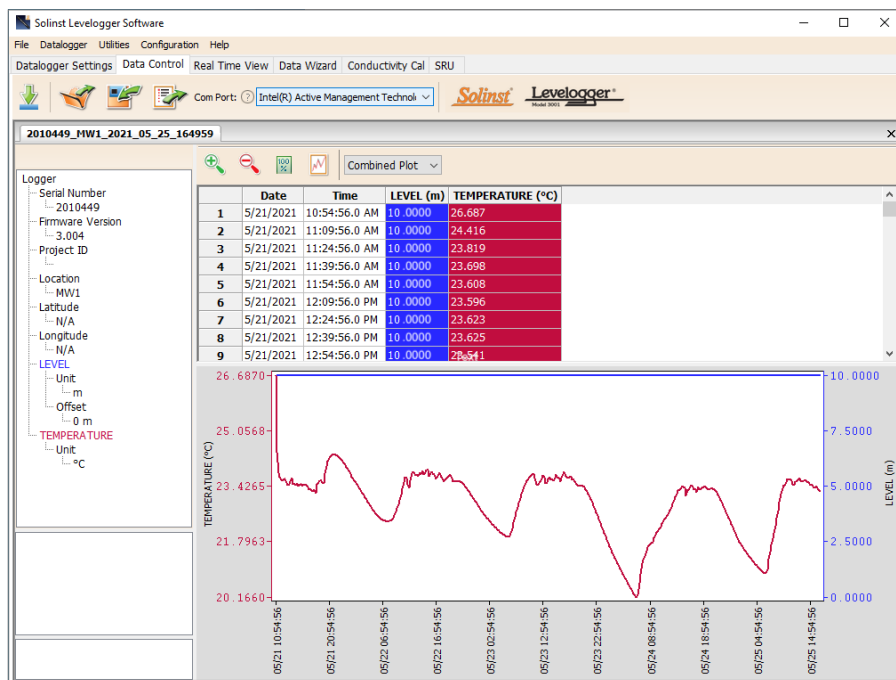 Solinst Levelogger Software
File Datalogger Utilities Configuration Help
Datalogger Settings Data Control Real Time View Data Wizard Conductivity Cal SRU
Com Port: ? Intel(R) Active Management Technol Solinst® Levelogger®
Model 3001
2010449_MW1_2021_05_25_164959
100 % Combined Plot
Logger
Serial Number
2010449
Firmware Version
3.004
Project ID
Location
MW1
Latitude
N/A
Longitude
N/A
LEVEL
Unit
m
Offset
0 m
TEMPERATURE
Unit
°C
Date Time LEVEL (m) TEMPERATURE (°C)
1 5/21/2021 10:54:56.0 AM 10.0000 26.687
2 5/21/2021 11:09:56.0 AM 10.0000 24.416
3 5/21/2021 11:24:56.0 AM 10.0000 23.819
4 5/21/2021 11:39:56.0 AM 10.0000 23.698
5 5/21/2021 11:54:56.0 AM 10.0000 23.608
6 5/21/2021 12:09:56.0 PM 10.0000 23.596
7 5/21/2021 12:24:56.0 PM 10.0000 23.623
8 5/21/2021 12:39:56.0 PM 10.0000 23.625
9 5/21/2021 12:54:56.0 PM 10.0000
26.6870 10.0000
25.0568 7.5000
23.4265 5.0000
21.7963 2.5000
20.1660 0.0000
TEMPERATURE (°C)
LEVEL (m)
05/21 10:54:56
05/21 20:54:56
05/22 06:54:56
05/22 16:54:56
05/23 02:54:56
05/23 12:54:56
05/23 22:54:56
05/24 08:54:56
05/24 18:54:56
05/25 04:54:56
05/25 14:54:56